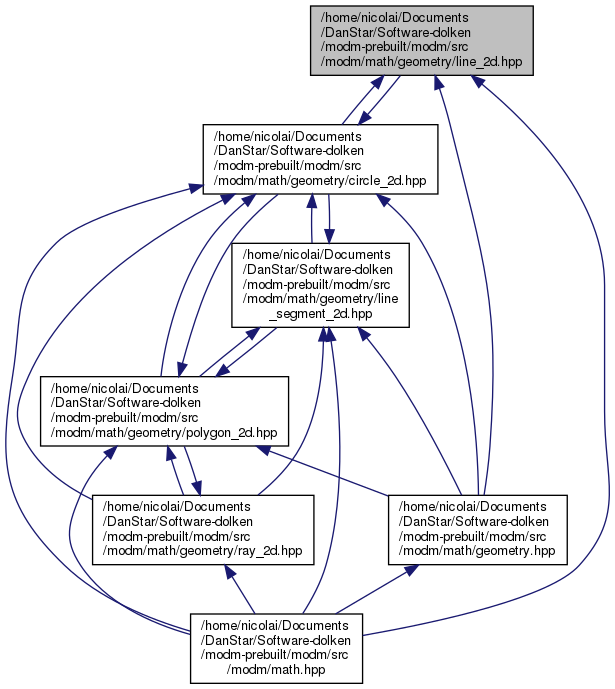 /home/nicolai/Documents
/DanStar/Software-dolken
/modm-prebuilt/modm/src
/modm/math/geometry/line_2d.hpp
/home/nicolai/Documents
/DanStar/Software-dolken
/modm-prebuilt/modm/src
/modm/math/geometry/circle_2d.hpp
/home/nicolai/Documents
/DanStar/Software-dolken
/modm-prebuilt/modm/src
/modm/math/geometry/line
_segment_2d.hpp
/home/nicolai/Documents
/DanStar/Software-dolken
/modm-prebuilt/modm/src
/modm/math/geometry/polygon_2d.hpp
/home/nicolai/Documents
/DanStar/Software-dolken
/modm-prebuilt/modm/src
/modm/math/geometry/ray_2d.hpp
/home/nicolai/Documents
/DanStar/Software-dolken
/modm-prebuilt/modm/src
/modm/math/geometry.hpp
/home/nicolai/Documents
/DanStar/Software-dolken
/modm-prebuilt/modm/src
/modm/math.hpp